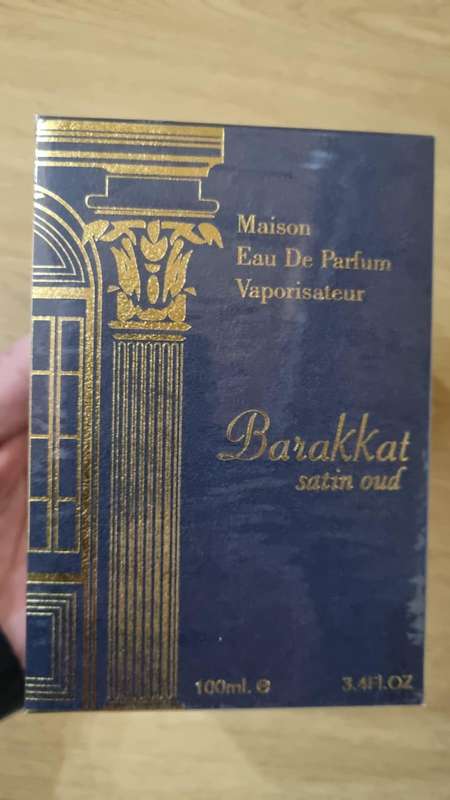 Maison
Eau De Parfum
Vaporisateur
Barakkat
satin oud
100ml. e 3.4Fl.OZ